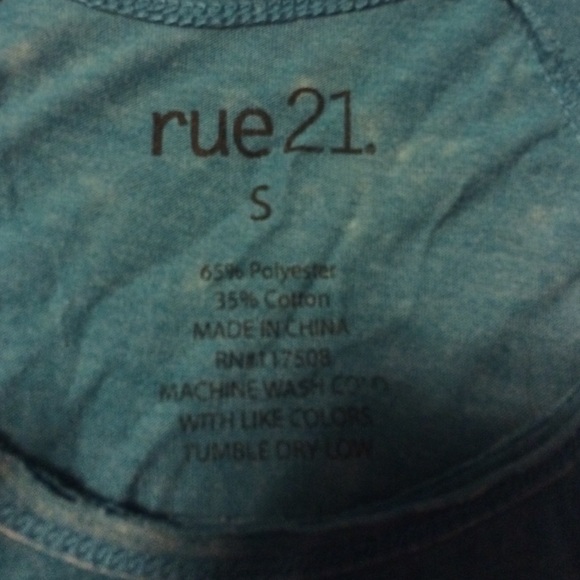 rue21.
S
65% Polyester
35% Cotton
MADE IN CHINA
RN#117508
MACHINE WASH COLD
WITH LIKE COLORS
TUMBLE DRY LOW